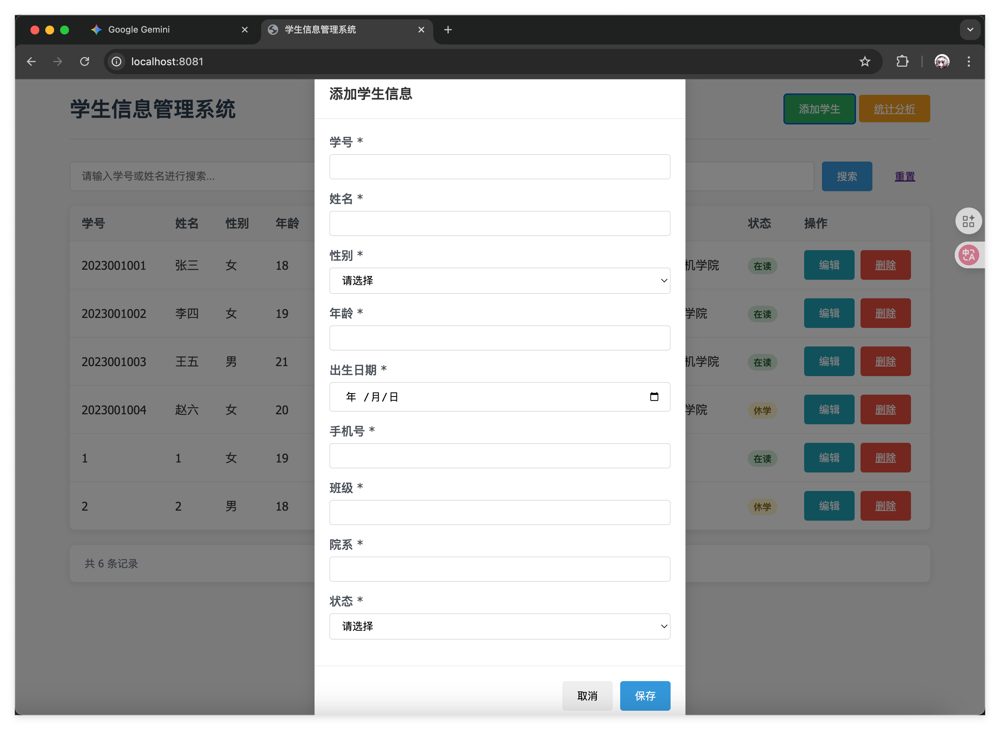 Google Gemini
学生信息管理系统
localhost:8081
学生信息管理系统
添加学生
统计分析
请输入学号或姓名进行搜索...
搜索
重置
学号 姓名 性别 年龄 状态 操作
2023001001 张三 女 18 机学院 在读 编辑 删除
2023001002 李四 女 19 学院 在读 编辑 删除
2023001003 王五 男 21 机学院 在读 编辑 删除
2023001004 赵六 女 20 学院 休学 编辑 删除
1 1 女 19 在读 编辑 删除
2 2 男 18 休学 编辑 删除
共 6 条记录
添加学生信息
学号 *
姓名 *
性别 *
请选择
年龄 *
出生日期 *
年 /月/日
手机号 *
班级 *
院系 *
状态 *
请选择
取消
保存
中A